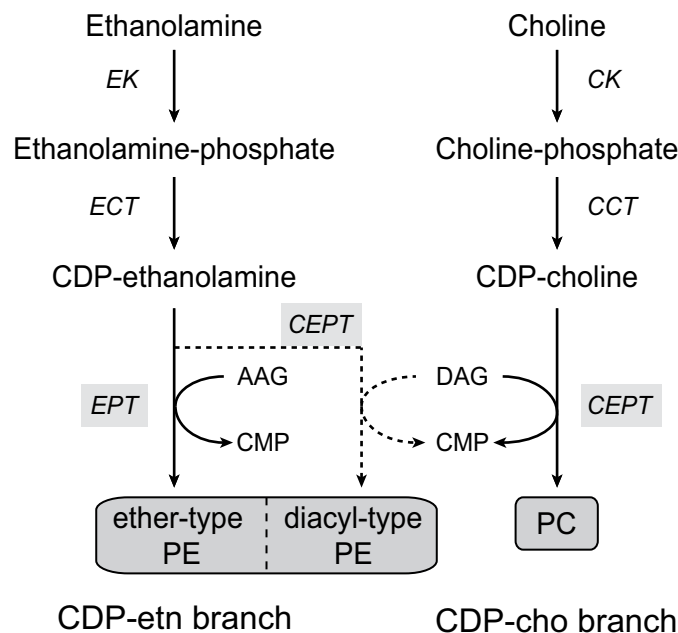 Ethanolamine
Choline
EK
CK
Ethanolamine-phosphate
Choline-phosphate
ECT
CCT
CDP-ethanolamine
CDP-choline
CEPT
AAG
DAG
EPT
CEPT
CMP
CMP
ether-type
PE
diacyl-type
PE
PC
CDP-etn branch
CDP-cho branch